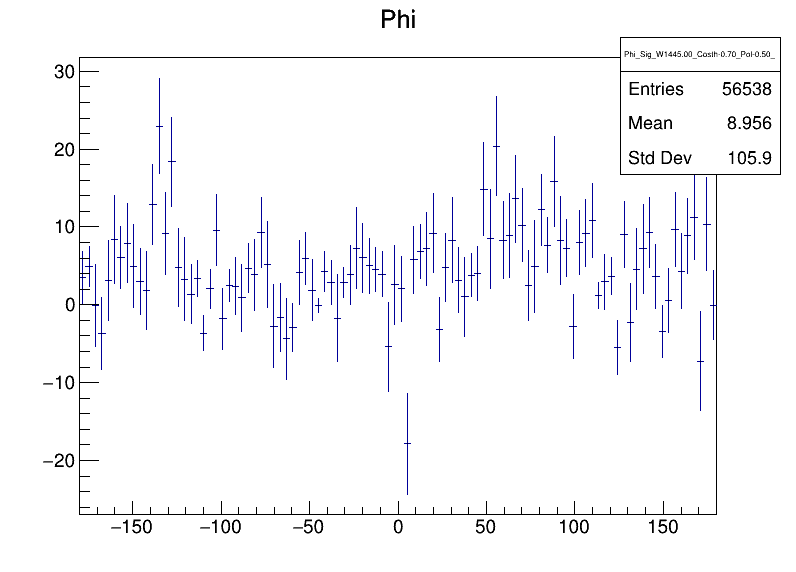 Phi
Phi_Sig_W1445.00_Costh-0.70_Pol-0.50_
Entries 56538
Mean 8.956
Std Dev 105.9
30
20
10
0
−10
−20
−150 −100 −50 0 50 100 150